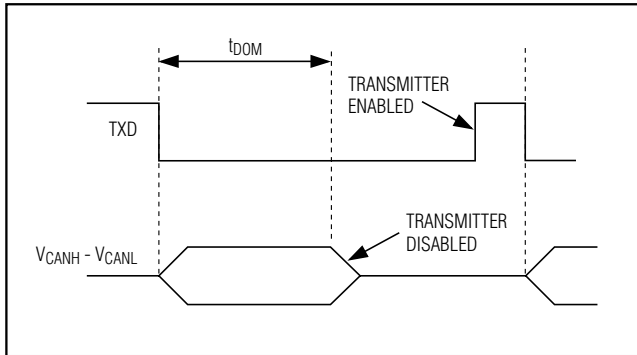 tDOM
TRANSMITTER
ENABLED
TXD
TRANSMITTER
DISABLED
VCANH - VCANL